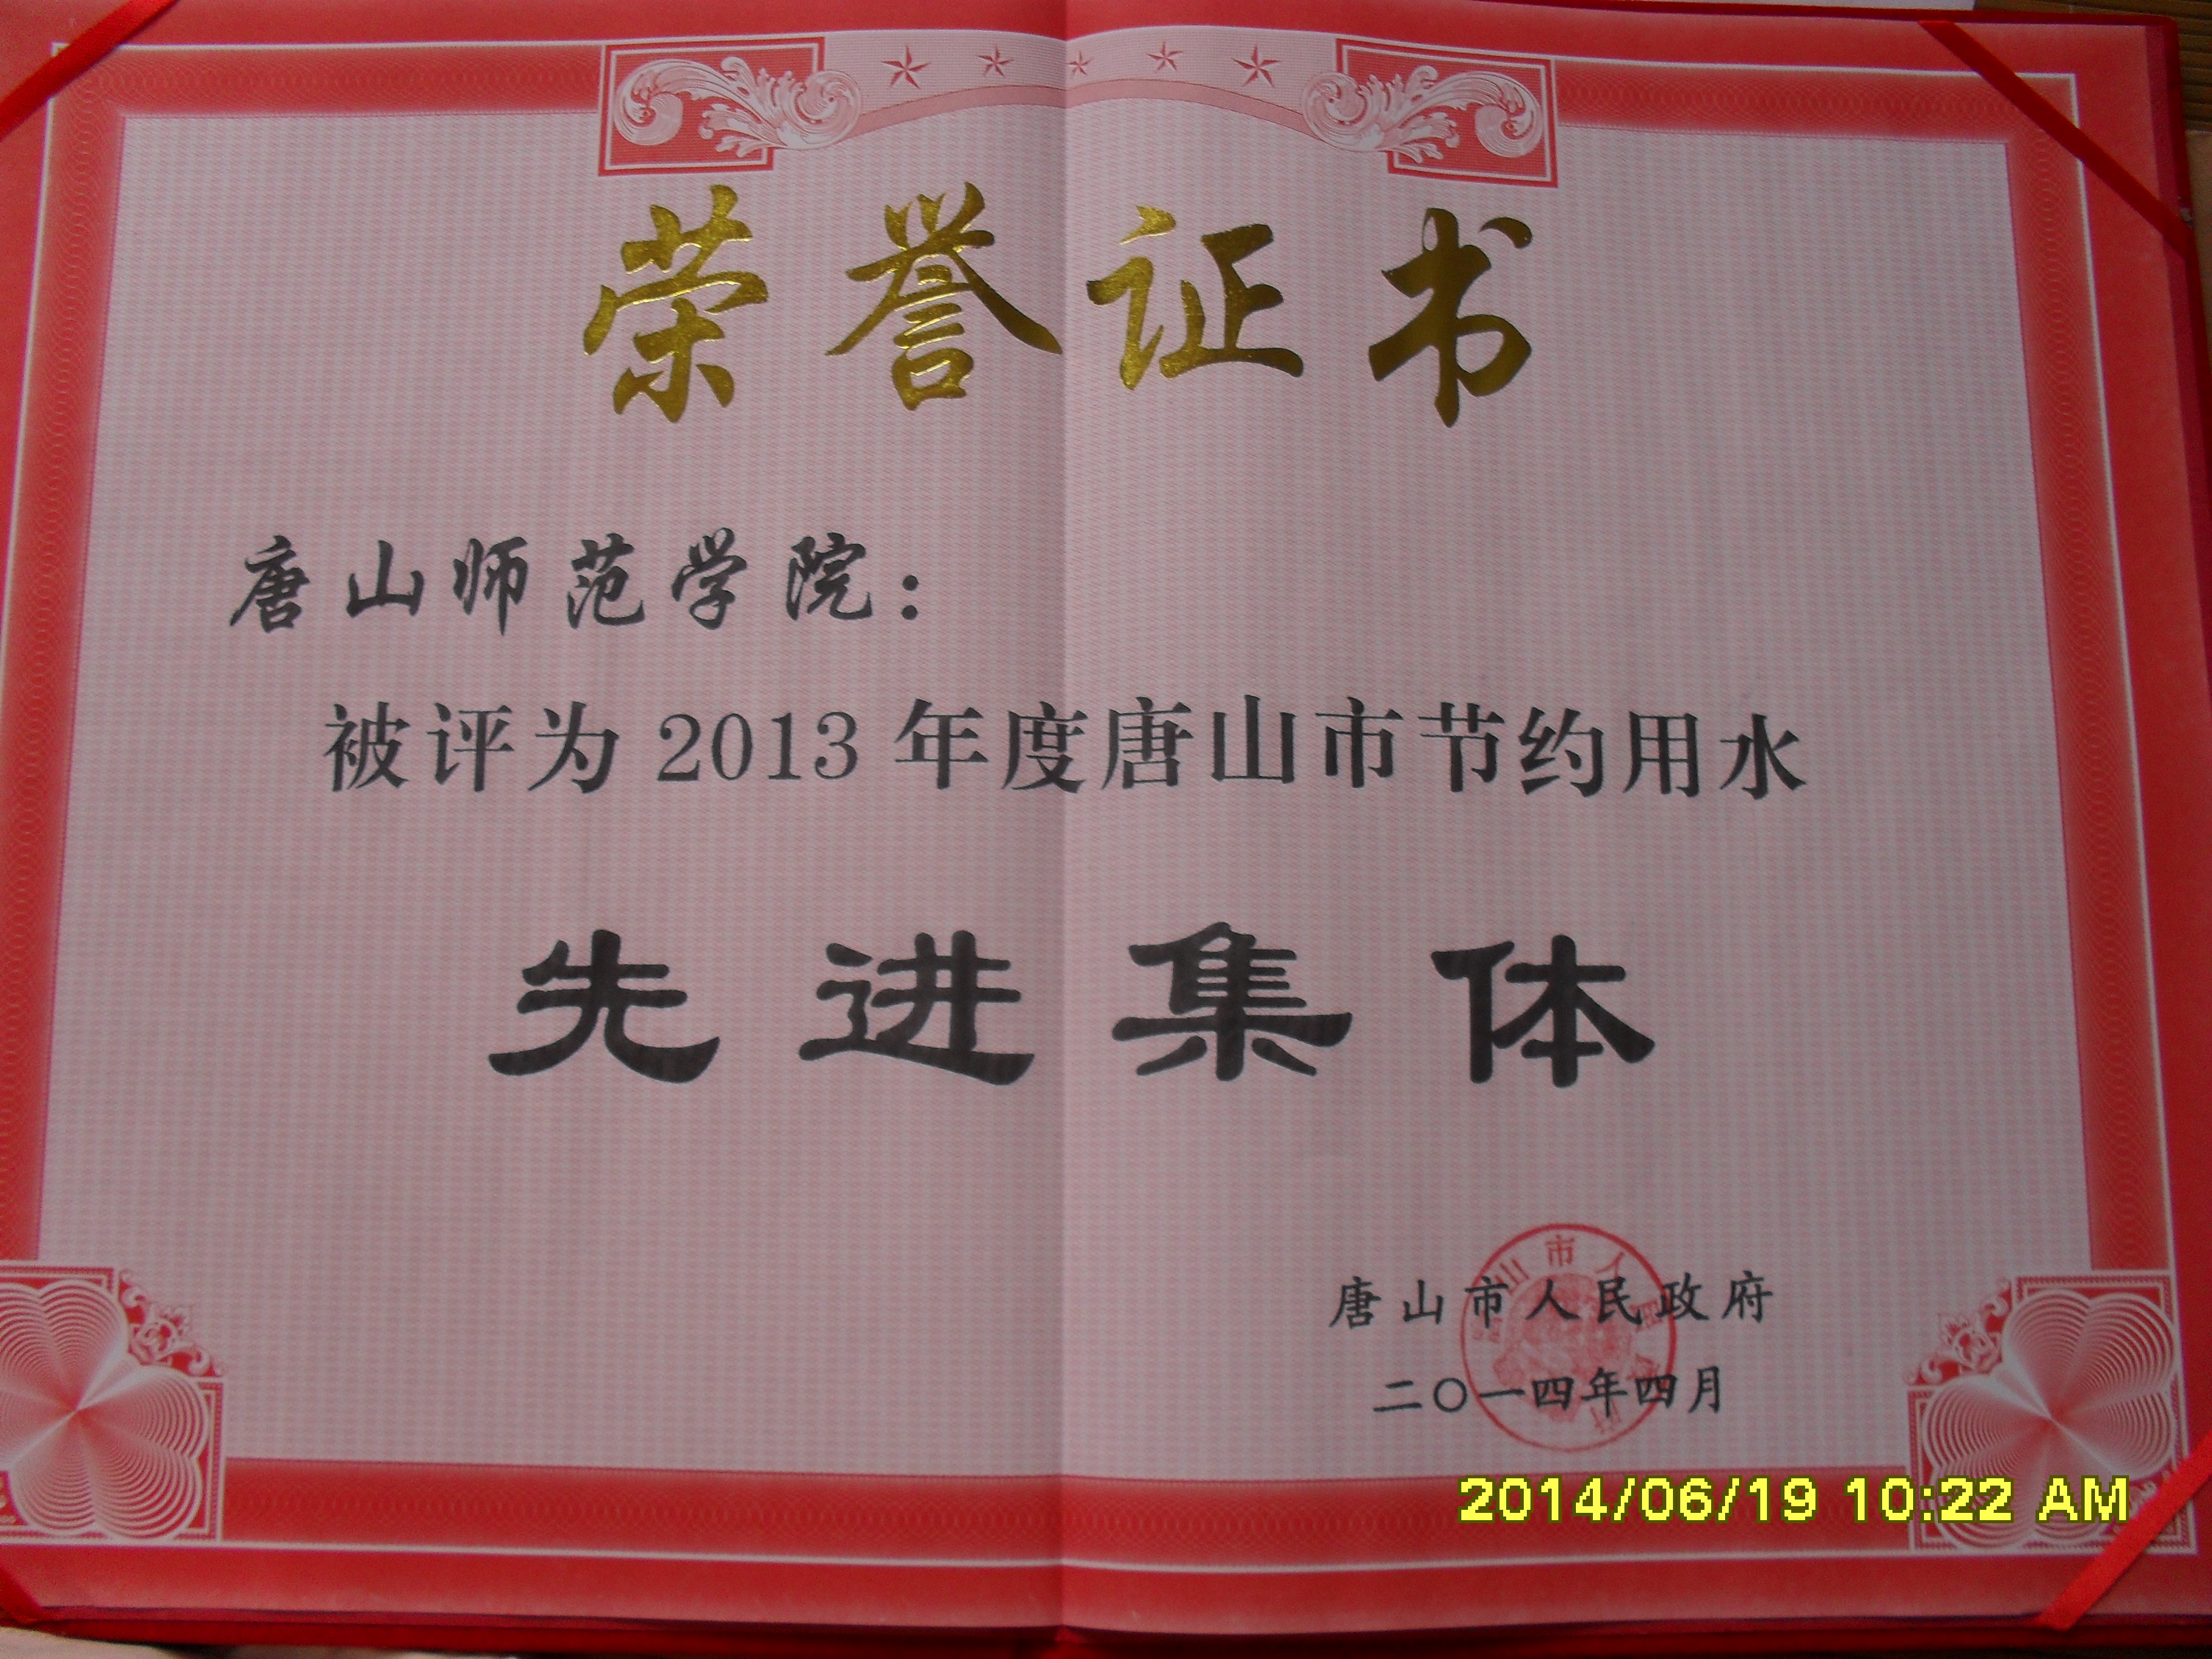 荣誉证书
唐山师范学院：
被评为2013年度唐山市节约用水
先进集体
唐山市人民政府
二〇一四年四月
2014/06/19 10:22 AM